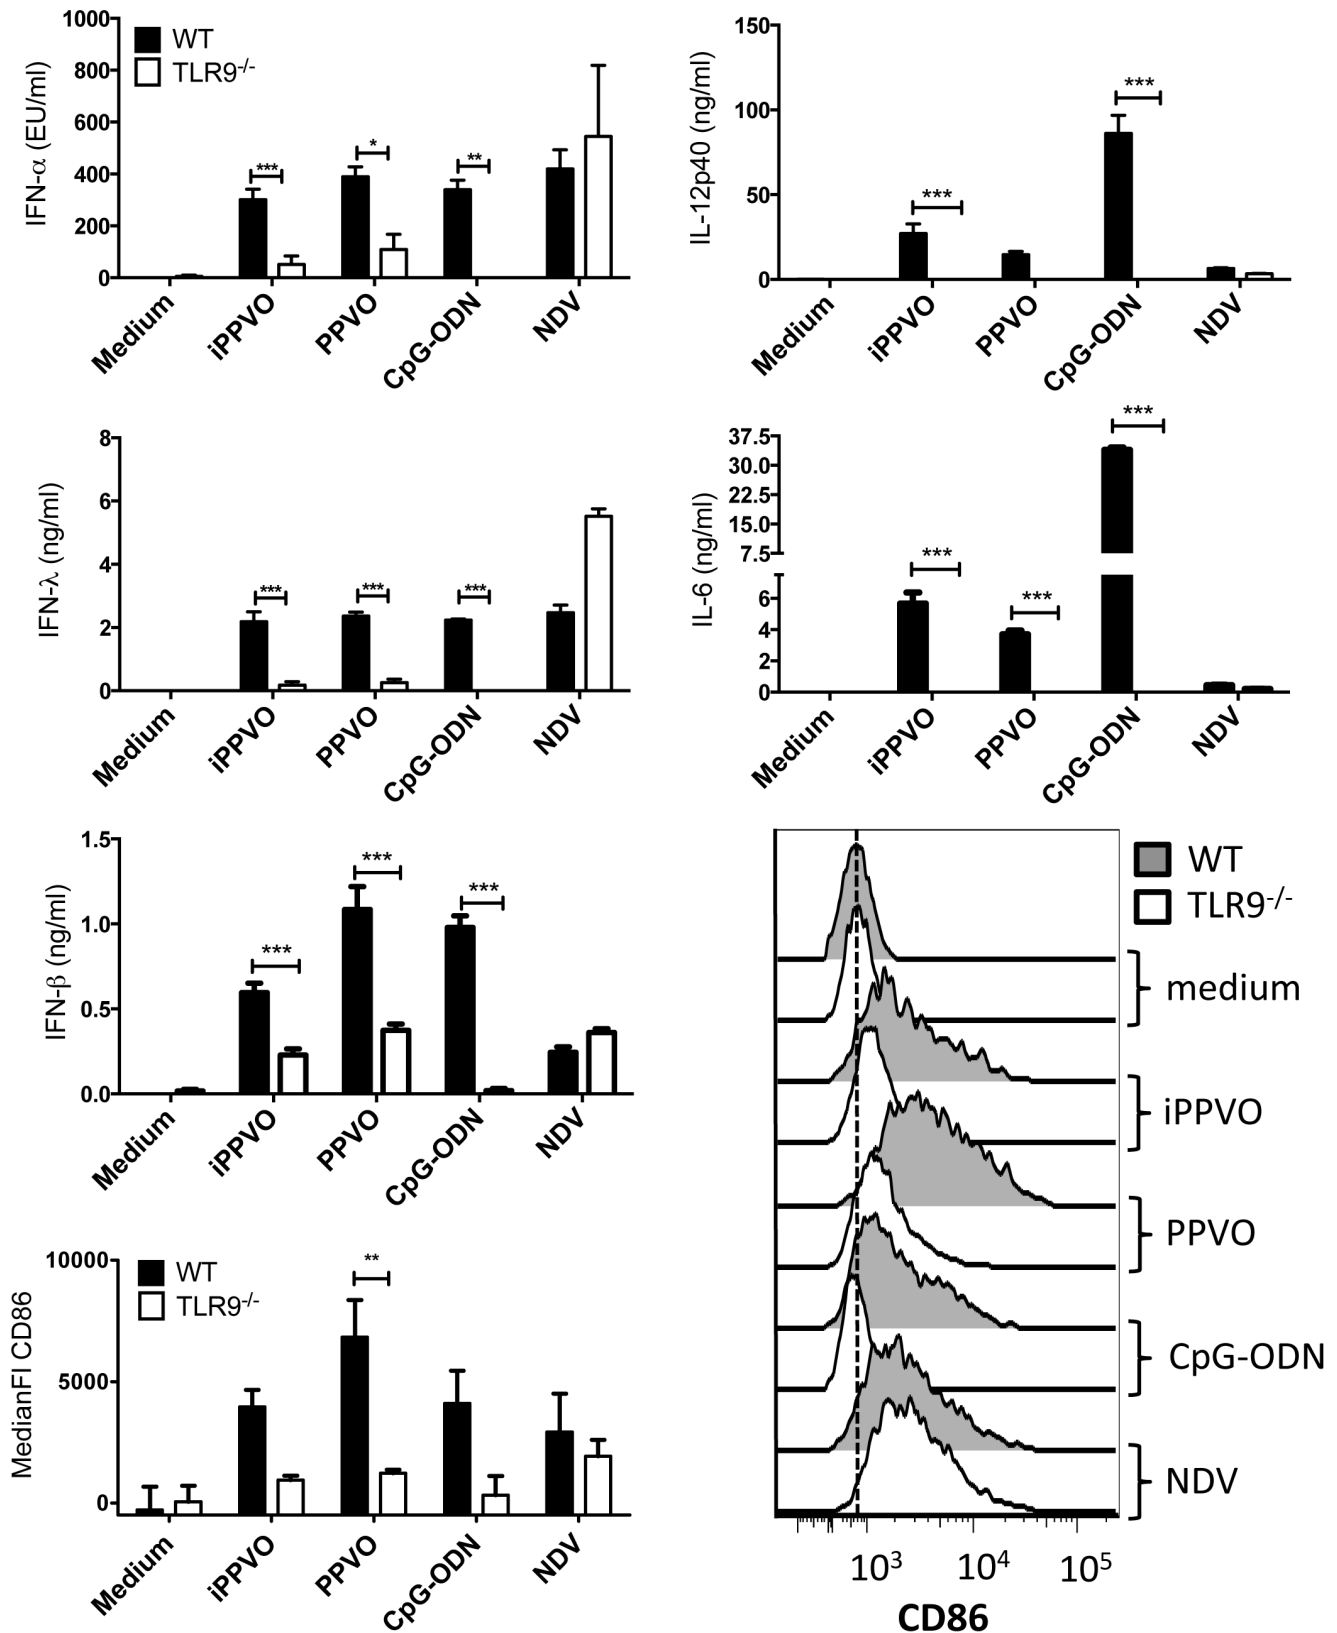 IFN-α (EU/ml)
1000
800
600
400
200
0
WT
TLR9-/-
***
*
**
Medium
iPPVO
PPVO
CpG-ODN
NDV
IL-12p40 (ng/ml)
150
100
50
0
***
***
Medium
iPPVO
PPVO
CpG-ODN
NDV
IFN-λ (ng/ml)
8
6
4
2
0
***
***
***
Medium
iPPVO
PPVO
CpG-ODN
NDV
IL-6 (ng/ml)
37.5
30.0
22.5
15.0
7.5
6
4
2
0
***
***
***
Medium
iPPVO
PPVO
CpG-ODN
NDV
IFN-β (ng/ml)
1.5
1.0
0.5
0.0
***
***
***
Medium
iPPVO
PPVO
CpG-ODN
NDV
MedianFI CD86
10000
5000
0
WT
TLR9-/-
**
Medium
iPPVO
PPVO
CpG-ODN
NDV
WT
TLR9-/-
medium
iPPVO
PPVO
CpG-ODN
NDV
10³ 10⁴ 10⁵
CD86